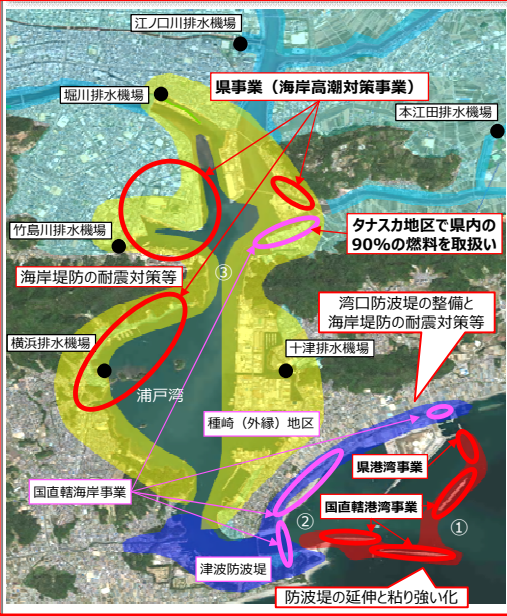 江ノ口川排水機場
堀川排水機場
県事業（海岸高潮対策事業）
本江田排水機場
タナスカ地区で県内の
90%の燃料を取扱い
竹島川排水機場
③
海岸堤防の耐震対策等
湾口防波堤の整備と
海岸堤防の耐震対策等
横浜排水機場
十津排水機場
浦戸湾
種崎（外縁）地区
県港湾事業
国直轄海岸事業
国直轄港湾事業
②
①
津波防波堤
防波堤の延伸と粘り強い化